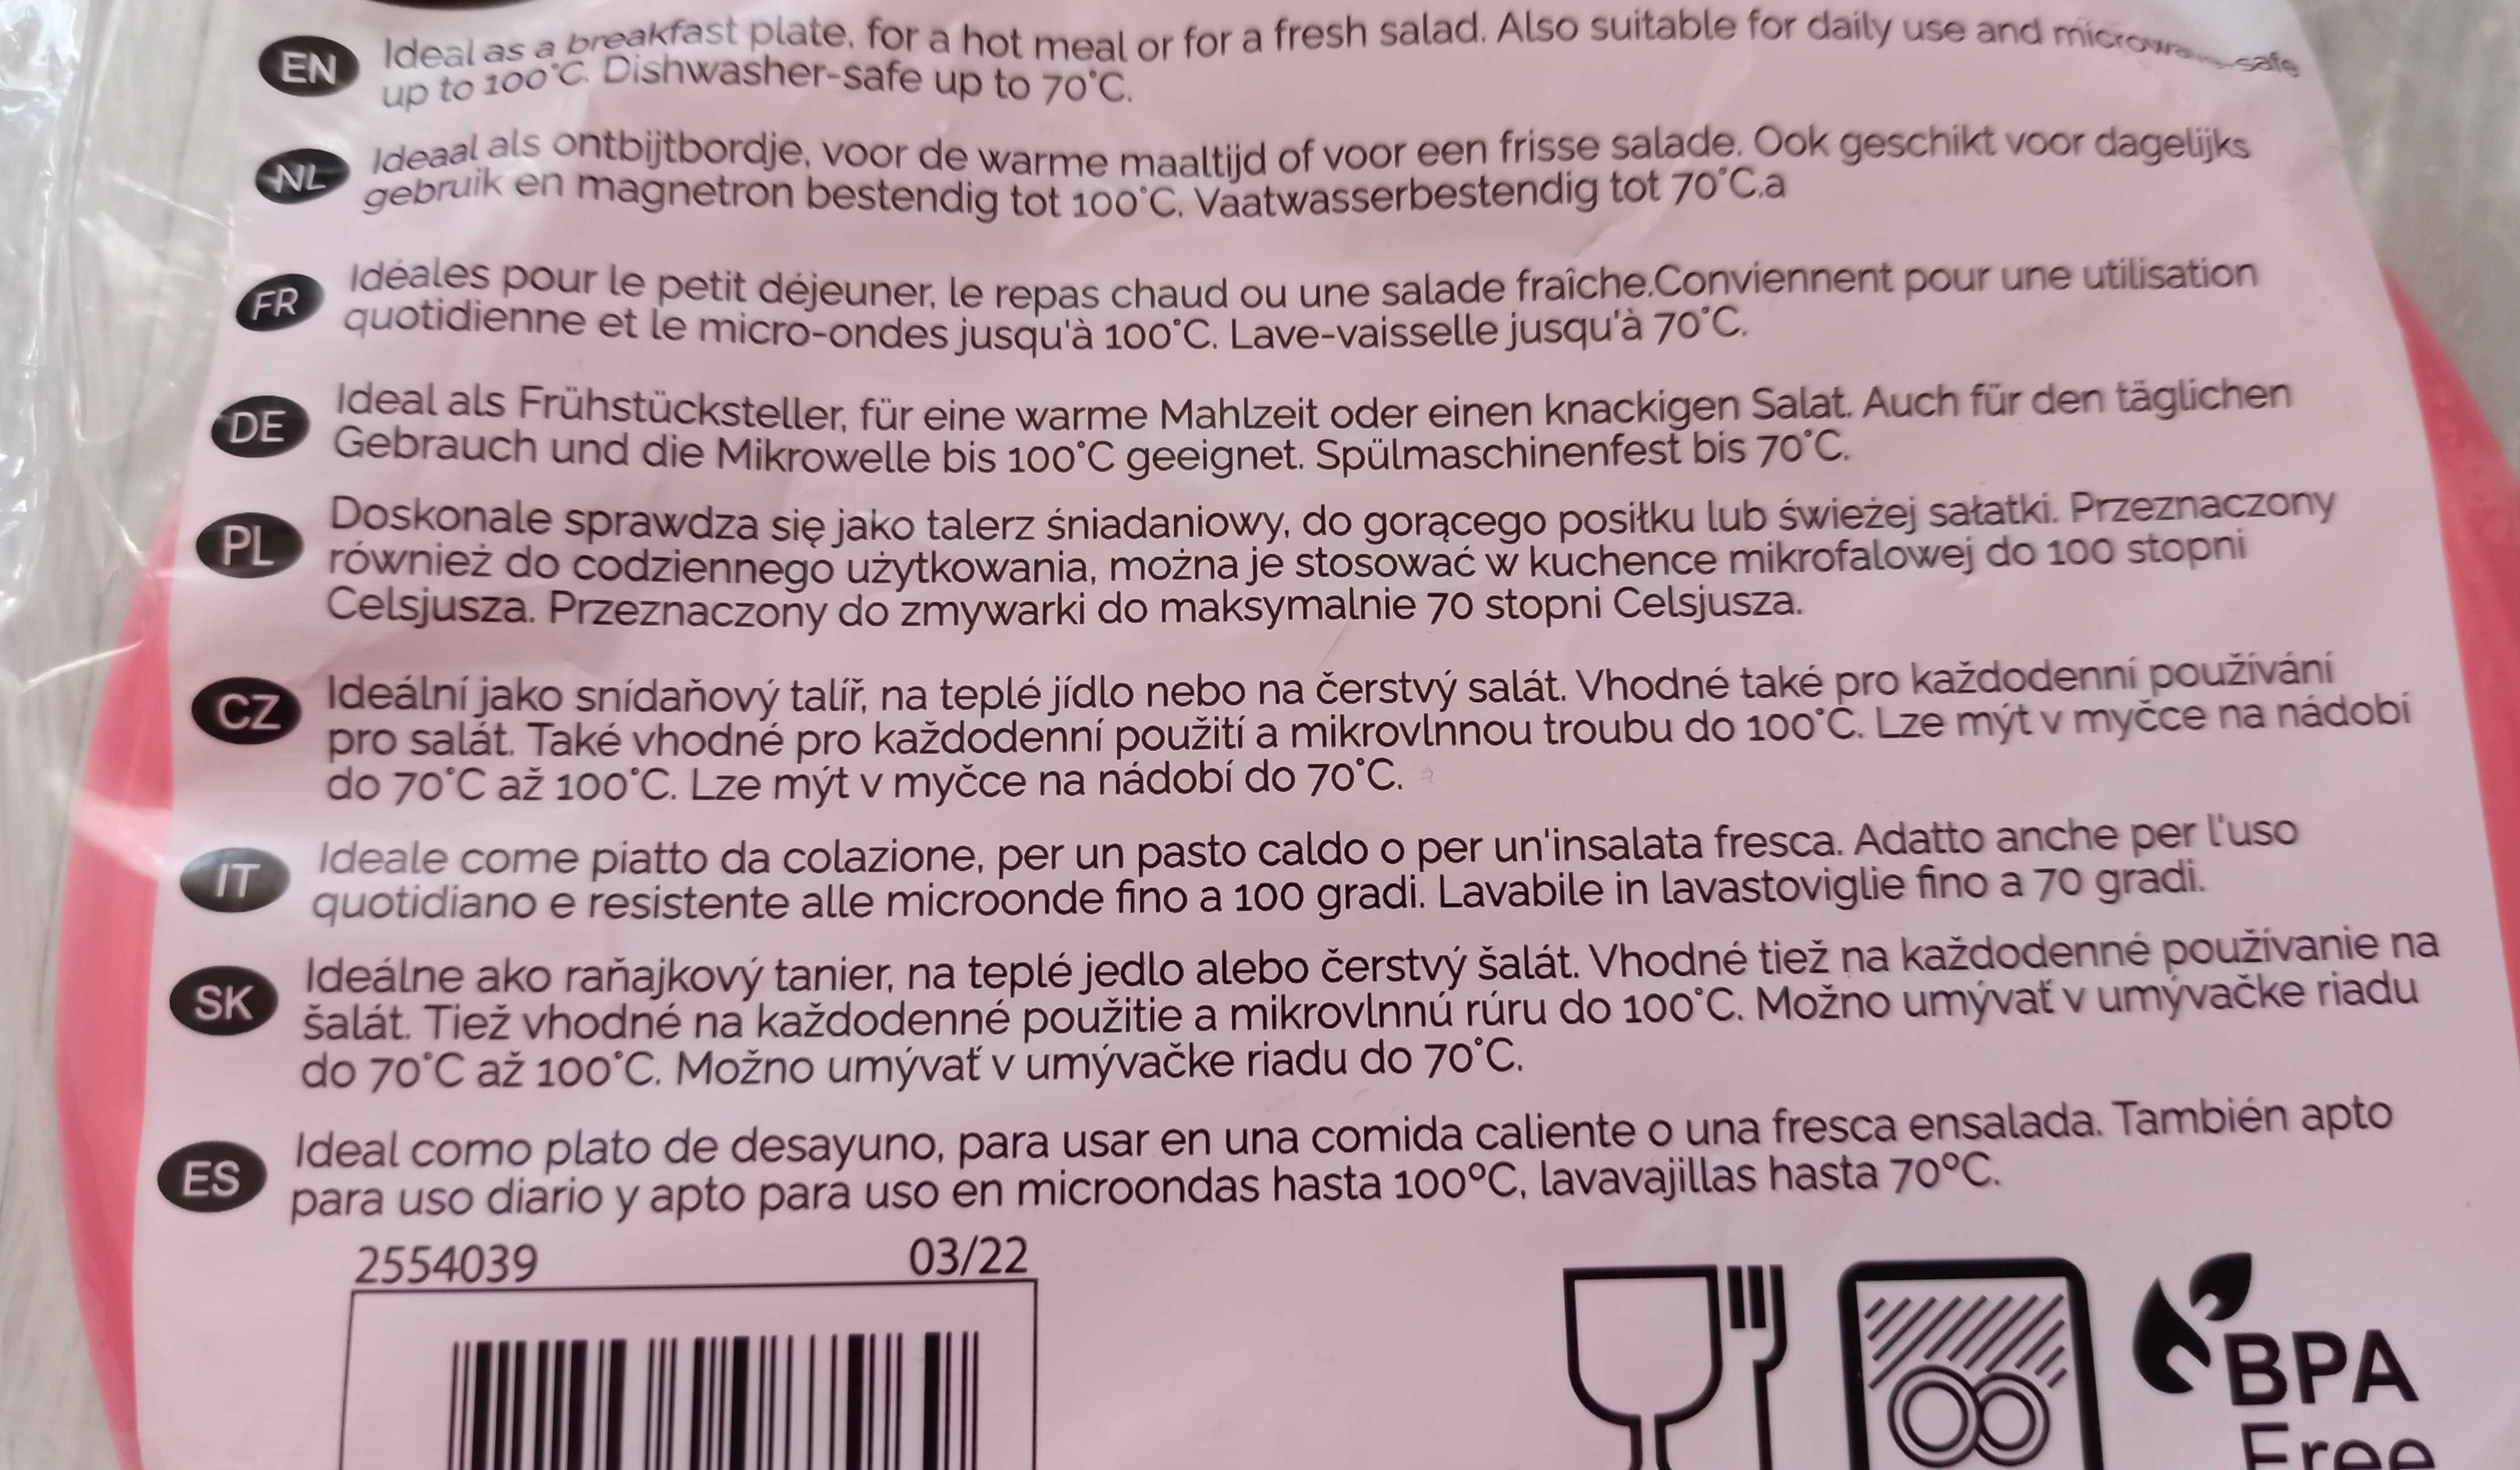 EN Ideal as a breakfast plate, for a hot meal or for a fresh salad. Also suitable for daily use and microwave-safe
up to 100°C. Dishwasher-safe up to 70°C.
NL Ideaal als ontbijtbordje, voor de warme maaltijd of voor een frisse salade. Ook geschikt voor dagelijks
gebruik en magnetron bestendig tot 100°C. Vaatwasserbestendig tot 70°C.a
FR Idéales pour le petit déjeuner, le repas chaud ou une salade fraîche.Conviennent pour une utilisation
quotidienne et le micro-ondes jusqu'à 100°C. Lave-vaisselle jusqu'à 70°C.
DE Ideal als Frühstücksteller, für eine warme Mahlzeit oder einen knackigen Salat. Auch für den täglichen
Gebrauch und die Mikrowelle bis 100°C geeignet. Spülmaschinenfest bis 70°C.
PL Doskonale sprawdza się jako talerz śniadaniowy, do gorącego posiłku lub świeżej sałatki. Przeznaczony
również do codziennego użytkowania, można je stosować w kuchence mikrofalowej do 100 stopni
Celsjusza. Przeznaczony do zmywarki do maksymalnie 70 stopni Celsjusza.
CZ Ideální jako snídaňový talíř, na teplé jídlo nebo na čerstvý salát. Vhodné také pro každodenní používání
pro salát. Také vhodné pro každodenní použití a mikrovlnnou troubu do 100°C. Lze mýt v myčce na nádobí
do 70°C až 100°C. Lze mýt v myčce na nádobí do 70°C.
IT Ideale come piatto da colazione, per un pasto caldo o per un'insalata fresca. Adatto anche per l'uso
quotidiano e resistente alle microonde fino a 100 gradi. Lavabile in lavastoviglie fino a 70 gradi.
SK Ideálne ako raňajkový tanier, na teplé jedlo alebo čerstvý šalát. Vhodné tiež na každodenné používanie na
šalát. Tiež vhodné na každodenné použitie a mikrovlnnú rúru do 100°C. Možno umývať v umývačke riadu
do 70°C až 100°C. Možno umývať v umývačke riadu do 70°C.
ES Ideal como plato de desayuno, para usar en una comida caliente o una fresca ensalada. También apto
para uso diario y apto para uso en microondas hasta 100ºC, lavavajillas hasta 70ºC.
2554039 03/22
BPA
Free